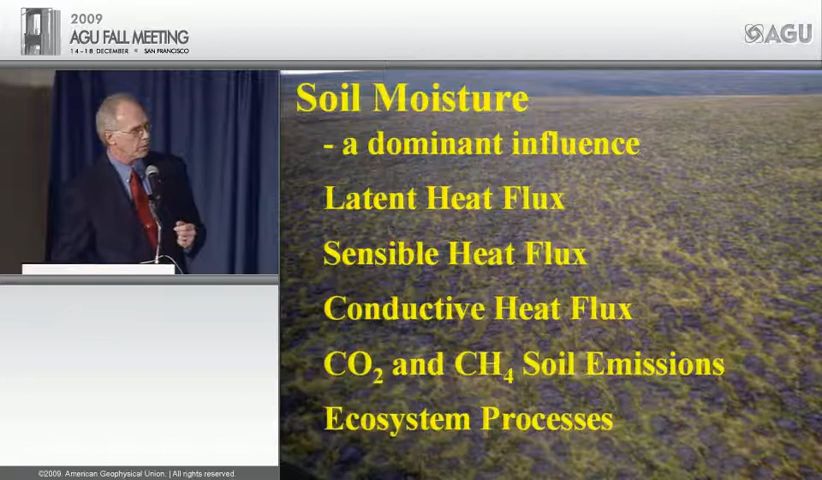 2009
AGU FALL MEETING
14-18 DECEMBER • SAN FRANCISCO
AGU
Soil Moisture
- a dominant influence
Latent Heat Flux
Sensible Heat Flux
Conductive Heat Flux
CO₂ and CH₄ Soil Emissions
Ecosystem Processes
©2009. American Geophysical Union. | All rights reserved.